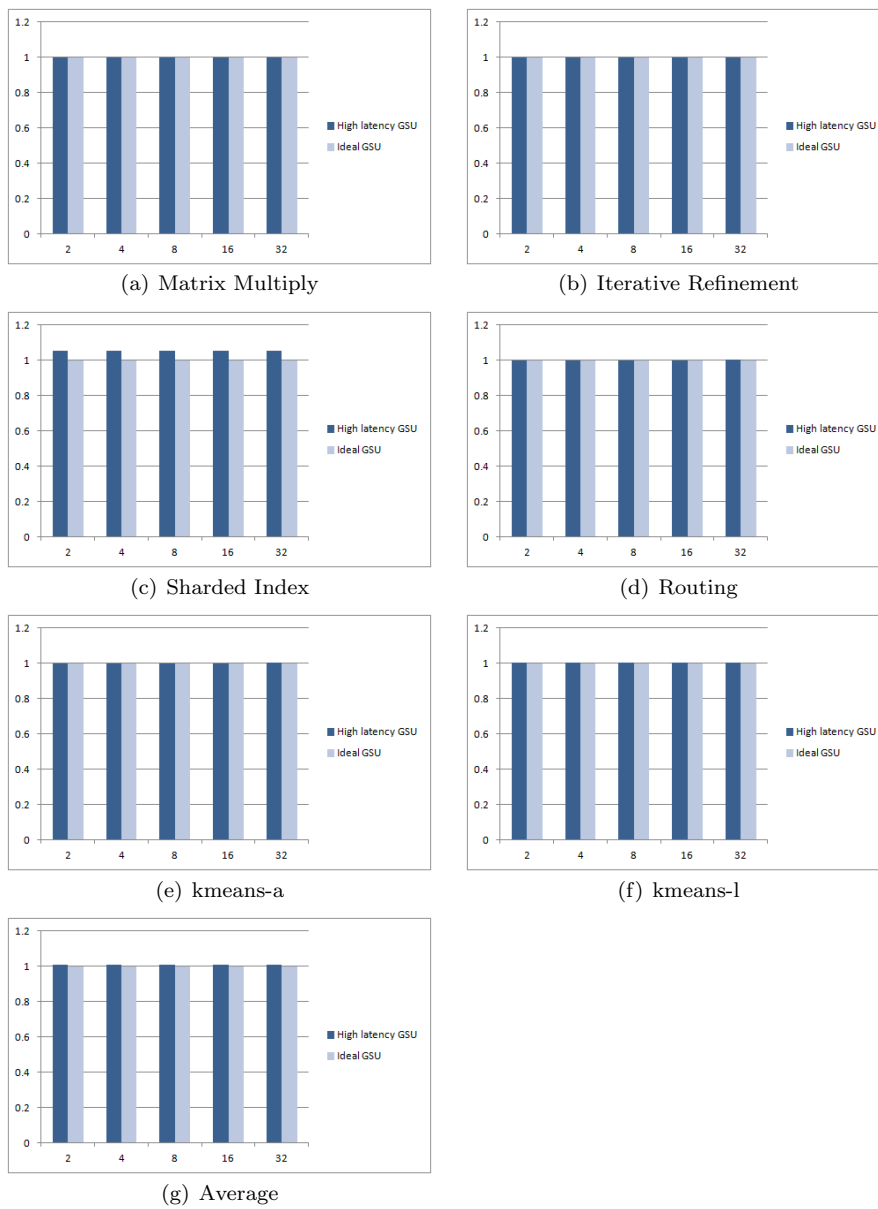 1.2
1
0.8
0.6
0.4
0.2
0
2 4 8 16 32
High latency GSU
Ideal GSU
(a) Matrix Multiply
1.2
1
0.8
0.6
0.4
0.2
0
2 4 8 16 32
High latency GSU
Ideal GSU
(b) Iterative Refinement
1.2
1
0.8
0.6
0.4
0.2
0
2 4 8 16 32
High latency GSU
Ideal GSU
(c) Sharded Index
1.2
1
0.8
0.6
0.4
0.2
0
2 4 8 16 32
High latency GSU
Ideal GSU
(d) Routing
1.2
1
0.8
0.6
0.4
0.2
0
2 4 8 16 32
High latency GSU
Ideal GSU
(e) kmeans-a
1.2
1
0.8
0.6
0.4
0.2
0
2 4 8 16 32
High latency GSU
Ideal GSU
(f) kmeans-l
1.2
1
0.8
0.6
0.4
0.2
0
2 4 8 16 32
High latency GSU
Ideal GSU
(g) Average